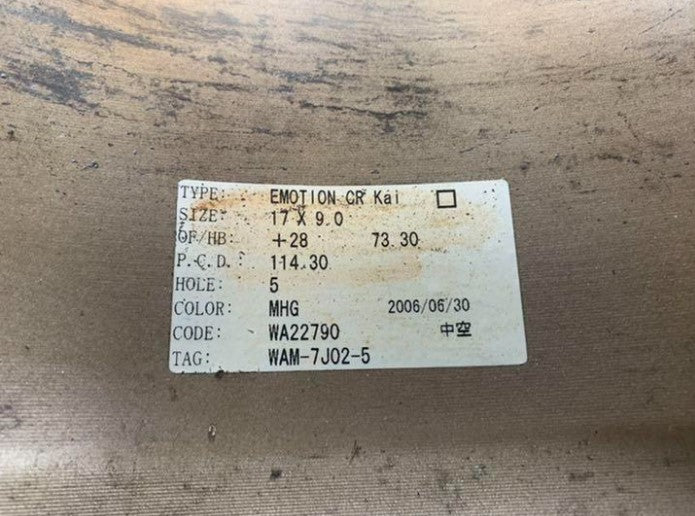 TYPE: EMOTION CR Kai □
SIZE: 17 X 9.0
OF/HB: +28 73.30
P.C.D.: 114.30
HOLE: 5
COLOR: MHG 2006/06/30
CODE: WA22790 中空
TAG: WAM-7J02-5